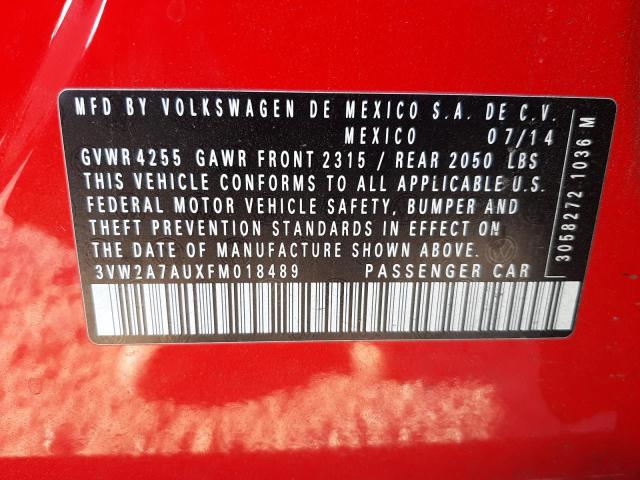 MFD BY VOLKSWAGEN DE MEXICO S.A. DE C.V.
MEXICO 07/14
GVWR 4255 GAWR FRONT 2315 / REAR 2050 LBS
THIS VEHICLE CONFORMS TO ALL APPLICABLE U.S.
FEDERAL MOTOR VEHICLE SAFETY, BUMPER AND
THEFT PREVENTION STANDARDS IN EFFECT ON
THE DATE OF MANUFACTURE SHOWN ABOVE.
3VW2A7AUXFM018489 PASSENGER CAR
3058272 1036 M